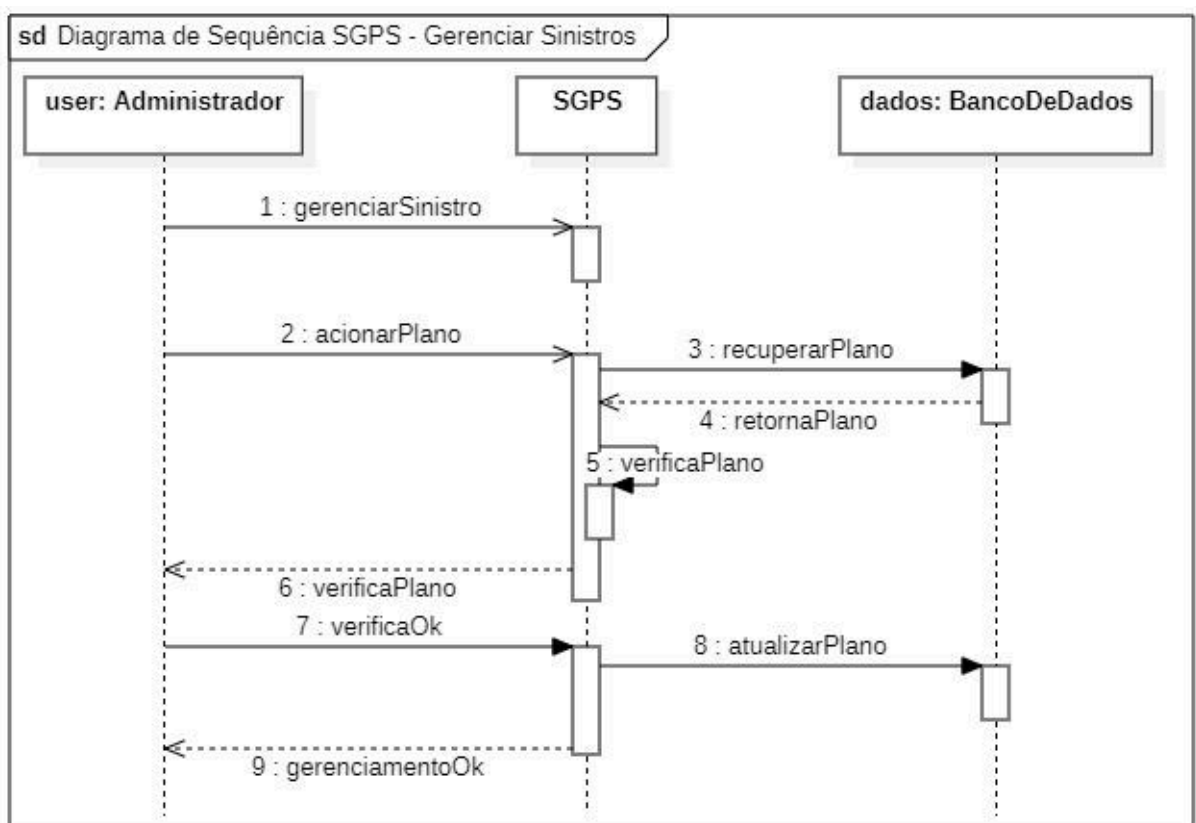 sd Diagrama de Sequência SGPS - Gerenciar Sinistros
user: Administrador
SGPS
dados: BancoDeDados
1 : gerenciarSinistro
2 : acionarPlano
3 : recuperarPlano
4 : retornaPlano
5 : verificaPlano
6 : verificaPlano
7 : verificaOk
8 : atualizarPlano
9 : gerenciamentoOk